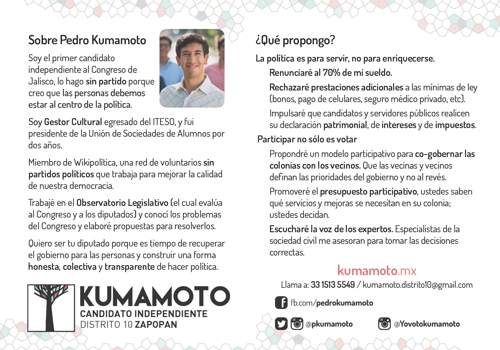 Sobre Pedro Kumamoto
Soy el primer candidato
independiente al Congreso de
Jalisco, lo hago sin partido porque
creo que las personas debemos
estar al centro de la política.
Soy Gestor Cultural egresado del ITESO, y fui
presidente de la Unión de Sociedades de Alumnos por
dos años.
Miembro de Wikipolítica, una red de voluntarios sin
partidos políticos que trabaja para mejorar la calidad
de nuestra democracia.
Trabajé en el Observatorio Legislativo (el cual evalúa
al Congreso y a los diputados) y conocí los problemas
del Congreso y elaboré propuestas para resolverlos.
Quiero ser tu diputado porque es tiempo de recuperar
el gobierno para las personas y construir una forma
honesta, colectiva y transparente de hacer política.
KUMAMOTO
CANDIDATO INDEPENDIENTE
DISTRITO 10 ZAPOPAN
¿Qué propongo?
La política es para servir, no para enriquecerse.
Renunciaré al 70% de mi sueldo.
Rechazaré prestaciones adicionales a las mínimas de ley
(bonos, pago de celulares, seguro médico privado, etc).
Impulsaré que candidatos y servidores públicos realicen
su declaración patrimonial, de intereses y de impuestos.
Participar no sólo es votar
Propondré un modelo participativo para co-gobernar las
colonias con los vecinos. Que las vecinas y vecinos
definan las prioridades del gobierno y no al revés.
Promoveré el presupuesto participativo, ustedes saben
qué servicios y mejoras se necesitan en su colonia;
ustedes decidan.
Escucharé la voz de los expertos. Especialistas de la
sociedad civil me asesoran para tomar las decisiones
correctas.
kumamoto.mx
Llama a: 33 1513 5549 / kumamoto.distrito10@gmail.com
fb.com/pedrokumamoto
@pkumamoto
@Yovotokumamoto